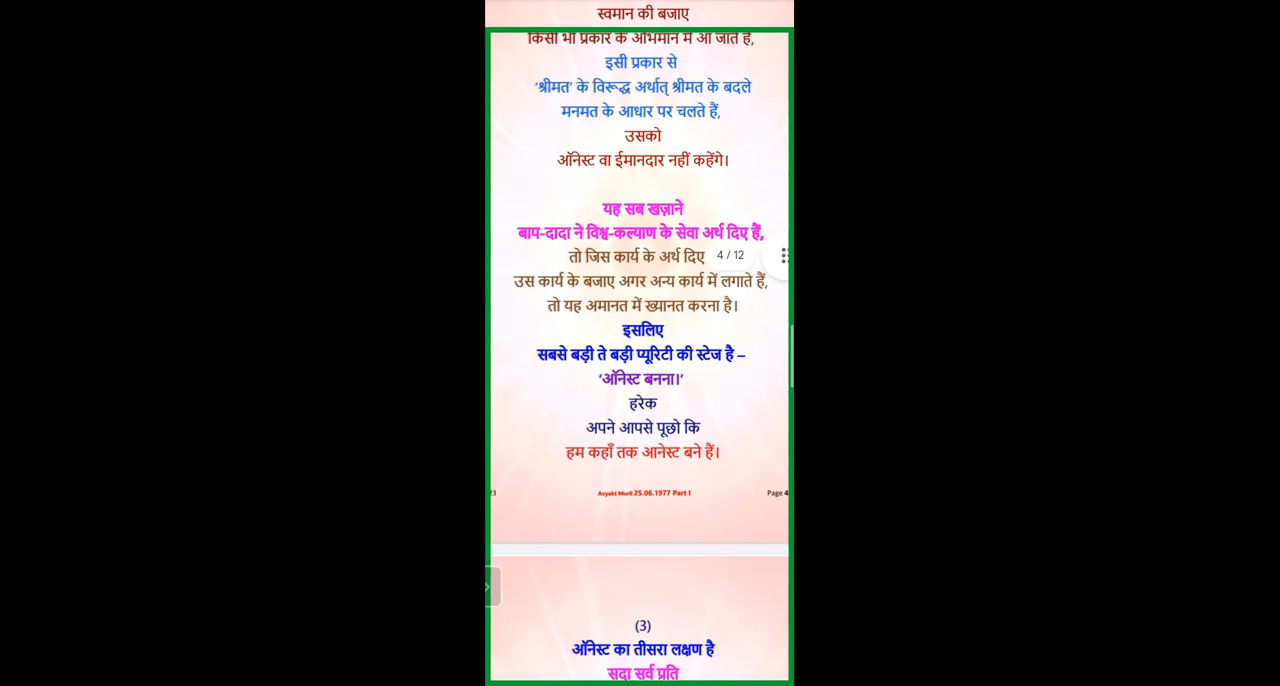 स्वमान की बजाए
किसी भी प्रकार के अभिमान में आ जाते हैं,
इसी प्रकार से
‘श्रीमत’ के विरूद्ध अर्थात् श्रीमत के बदले
मनमत के आधार पर चलते हैं,
उसको
ऑनेस्ट वा ईमानदार नहीं कहेंगे।
यह सब खज़ाने
बाप-दादा ने विश्व-कल्याण के सेवा अर्थ दिए हैं,
तो जिस कार्य के अर्थ दिए
4 / 12
उस कार्य के बजाए अगर अन्य कार्य में लगाते हैं,
तो यह अमानत में ख्यानत करना है।
इसलिए
सबसे बड़ी ते बड़ी प्यूरिटी की स्टेज है –
‘ऑनेस्ट बनना।’
हरेक
अपने आपसे पूछो कि
हम कहाँ तक आनेस्ट बने हैं।
23 Avyakt Murli 25.06.1977 Part I Page 4
(3)
ऑनेस्ट का तीसरा लक्षण है
सदा सर्व प्रति